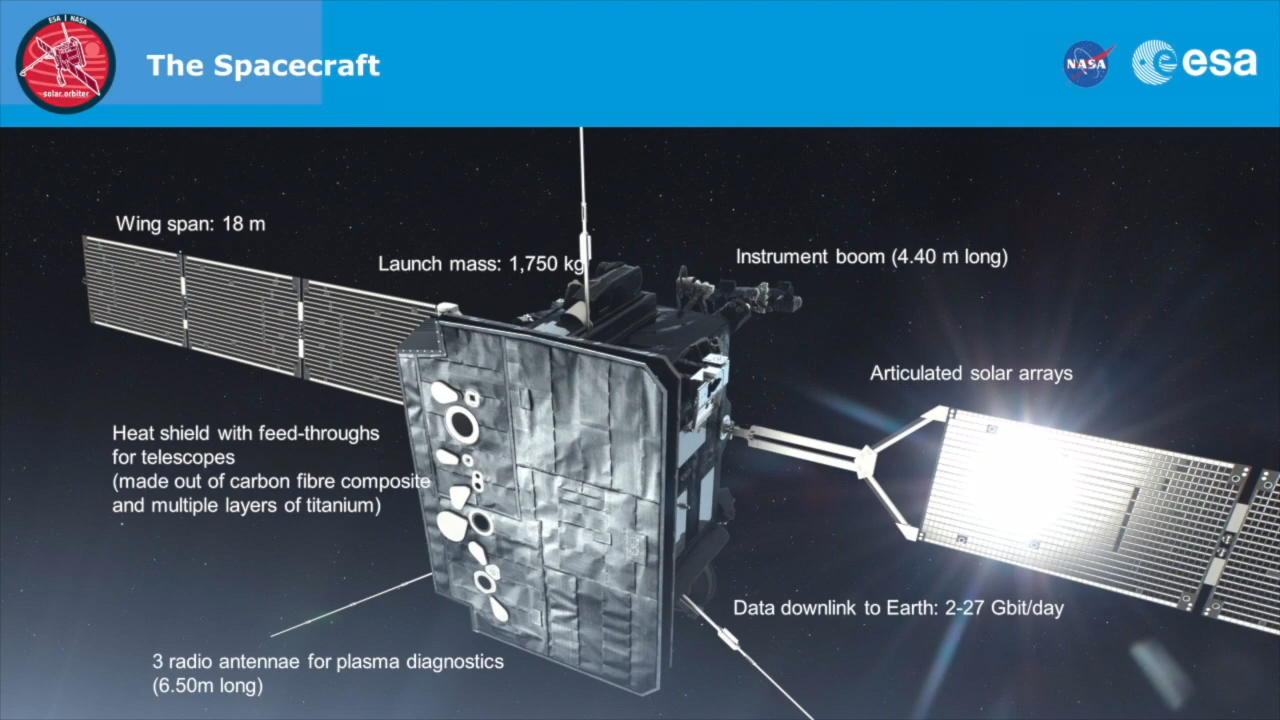 ESA | NASA
solar.orbiter
The Spacecraft
NASA
esa
Wing span: 18 m
Launch mass: 1,750 kg
Instrument boom (4.40 m long)
Articulated solar arrays
Heat shield with feed-throughs
for telescopes
(made out of carbon fibre composite
and multiple layers of titanium)
Data downlink to Earth: 2-27 Gbit/day
3 radio antennae for plasma diagnostics
(6.50m long)